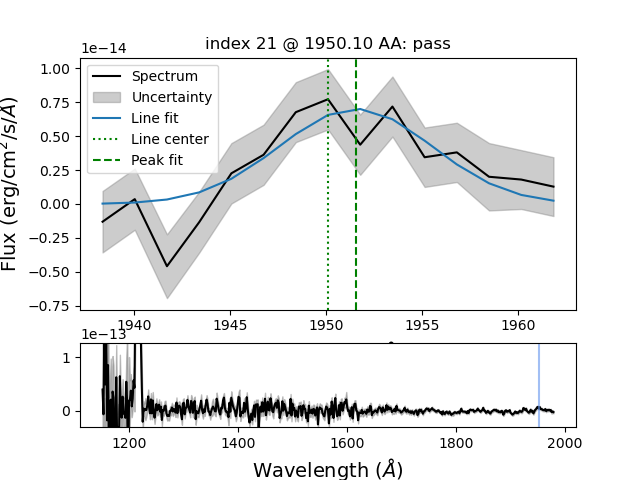 index 21 @ 1950.10 AA: pass
1e−14
Flux (erg/cm²/s/Å)
1.00
0.75
0.50
0.25
0.00
−0.25
−0.50
−0.75
Spectrum
Uncertainty
Line fit
Line center
Peak fit
1940
1945
1950
1955
1960
1e−13
1
0
1200
1400
1600
1800
2000
Wavelength (Å)